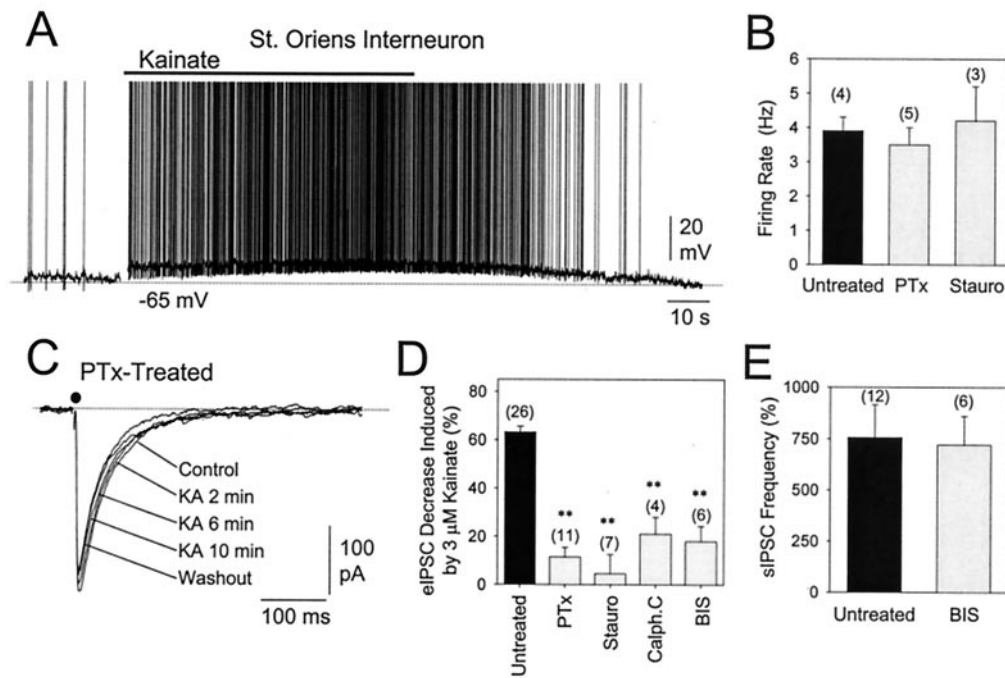 A
St. Oriens Interneuron
Kainate
20
mV
-65 mV
10 s
B
Firing Rate (Hz)
6
5
4
3
2
1
0
(4)
(5)
(3)
Untreated
PTx
Stauro
C
PTx-Treated
Control
KA 2 min
KA 6 min
KA 10 min
Washout
100
pA
100 ms
D
eIPSC Decrease Induced
by 3 µM Kainate (%)
80
60
40
20
0
(26)
**
(11)
**
(7)
**
(4)
**
(6)
Untreated
PTx
Stauro
Calph.C
BIS
E
sIPSC Frequency (%)
1000
750
500
250
0
(12)
(6)
Untreated
BIS